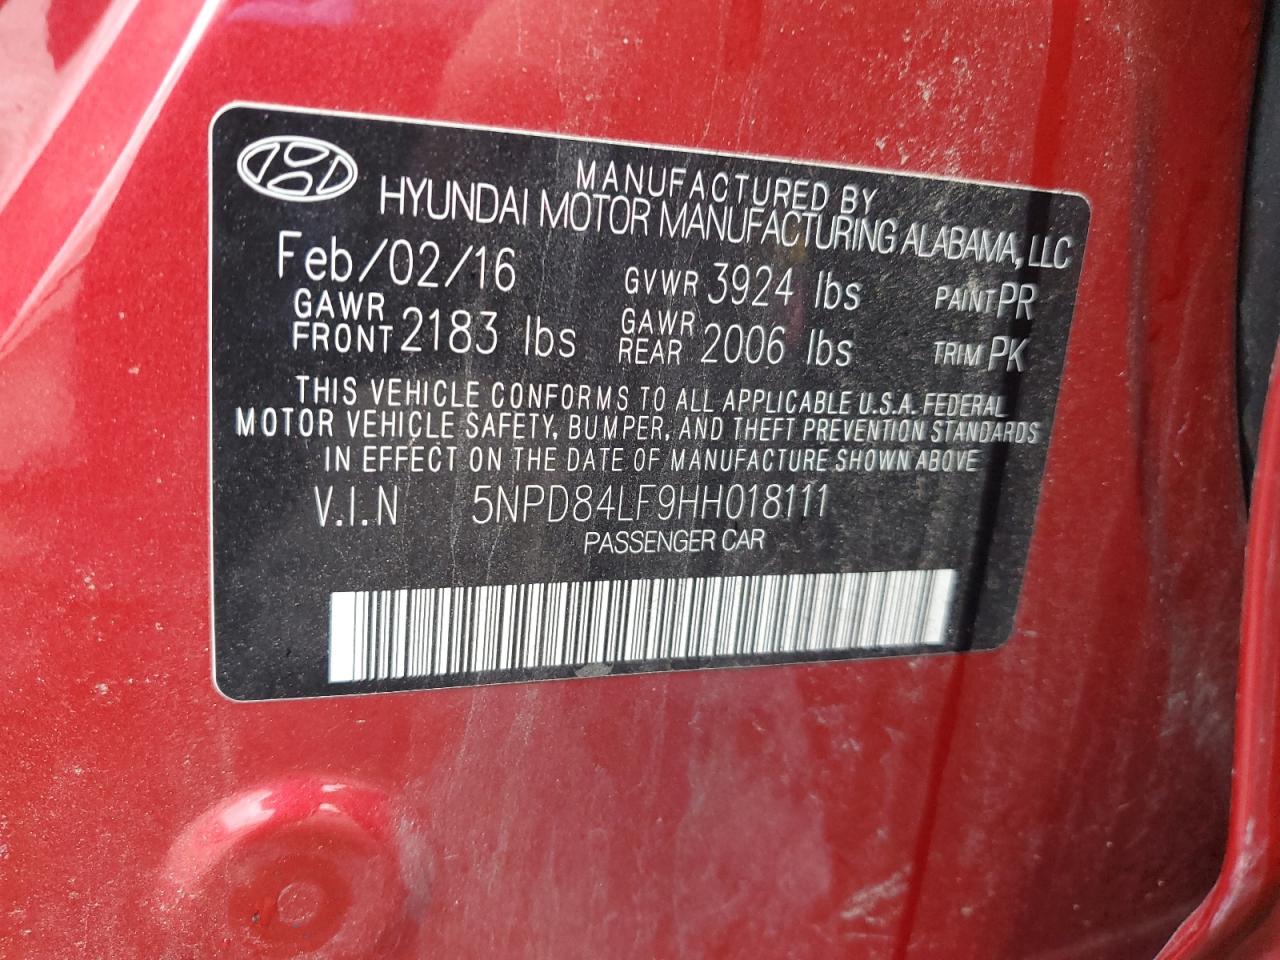 MANUFACTURED BY
HYUNDAI MOTOR MANUFACTURING ALABAMA, LLC
Feb/02/16 GVWR 3924 lbs PAINT PR
GAWR FRONT 2183 lbs GAWR REAR 2006 lbs TRIM PK
THIS VEHICLE CONFORMS TO ALL APPLICABLE U.S.A. FEDERAL
MOTOR VEHICLE SAFETY, BUMPER, AND THEFT PREVENTION STANDARDS
IN EFFECT ON THE DATE OF MANUFACTURE SHOWN ABOVE
V.I.N 5NPD84LF9HH018111
PASSENGER CAR